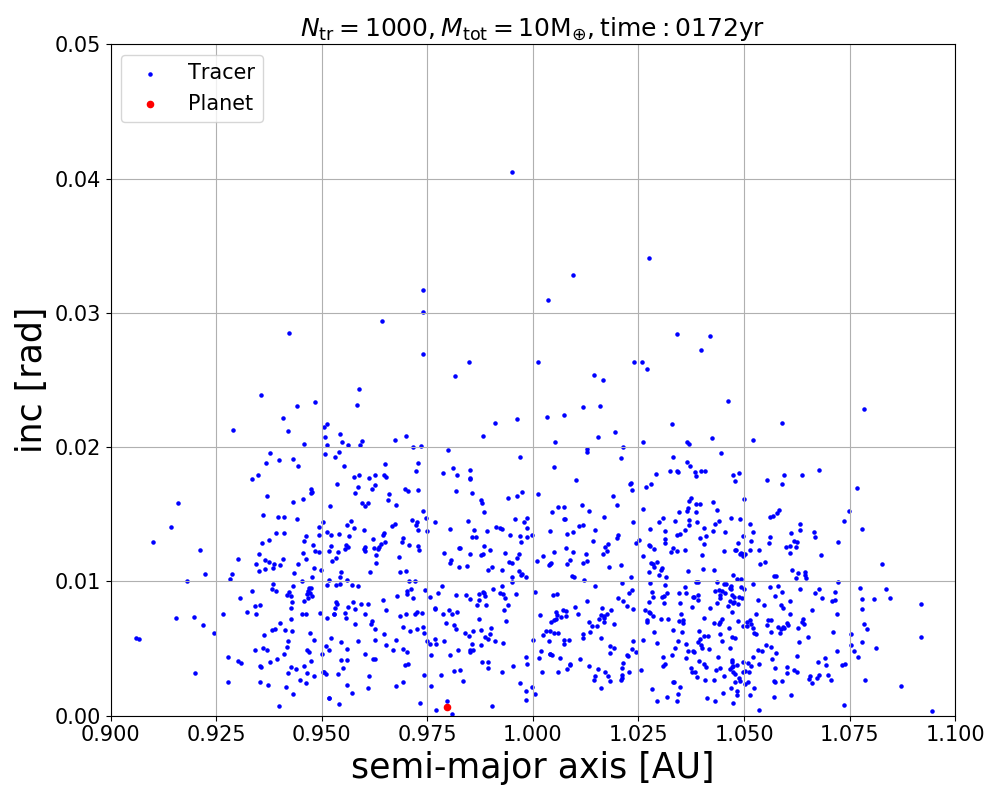 N_tr = 1000, M_tot = 10M_⊕, time : 0172yr
Tracer
Planet
0.05
0.04
0.03
0.02
0.01
0.00
inc [rad]
0.900 0.925 0.950 0.975 1.000 1.025 1.050 1.075 1.100
semi-major axis [AU]